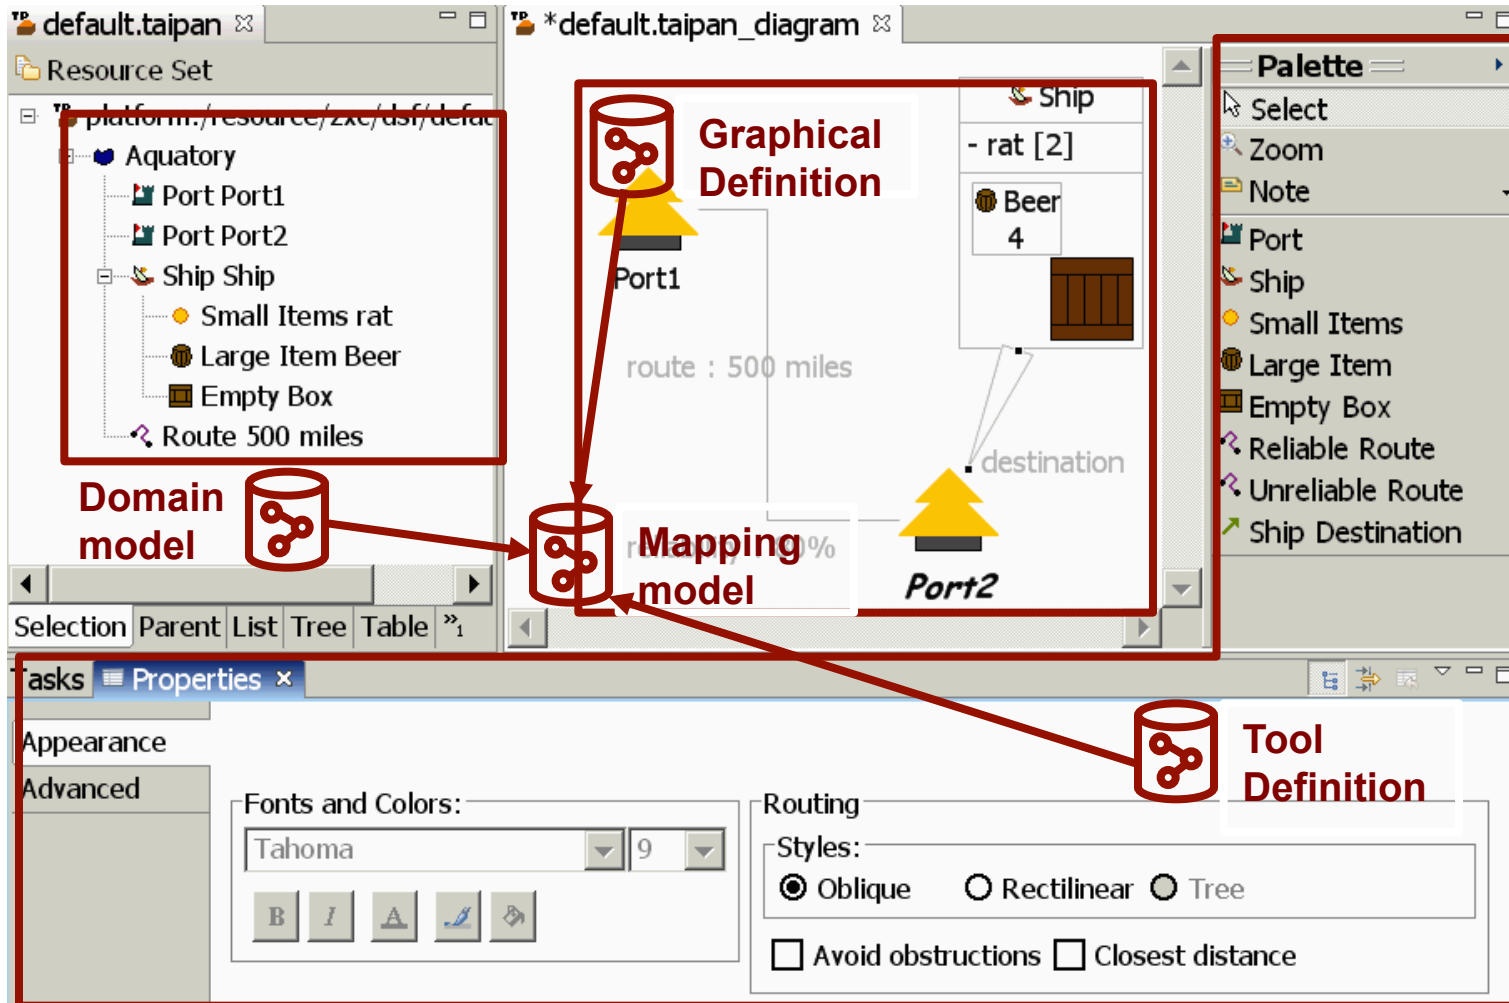 default.taipan
Resource Set
platform:/resource/zxc/dsf/defat
Aquatory
Port Port1
Port Port2
Ship Ship
Small Items rat
Large Item Beer
Empty Box
Route 500 miles
Domain
model
Selection Parent List Tree Table »1
*default.taipan_diagram
Graphical
Definition
Ship
- rat [2]
Beer
4
Port1
route : 500 miles
destination
Mapping
model
80%
Port2
Palette
Select
Zoom
Note
Port
Ship
Small Items
Large Item
Empty Box
Reliable Route
Unreliable Route
Ship Destination
Tasks Properties
Appearance
Advanced
Tool
Definition
Fonts and Colors:
Tahoma 9
B I A
Routing
Styles:
Oblique Rectilinear Tree
Avoid obstructions Closest distance